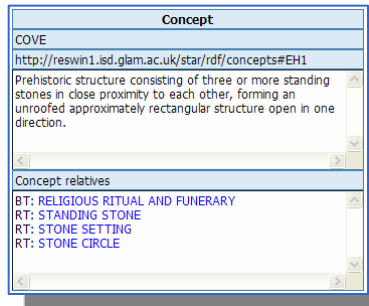 Concept
COVE
http://reswin1.isd.glam.ac.uk/star/rdf/concepts#EH1
Prehistoric structure consisting of three or more standing
stones in close proximity to each other, forming an
unroofed approximately rectangular structure open in one
direction.
Concept relatives
BT: RELIGIOUS RITUAL AND FUNERARY
RT: STANDING STONE
RT: STONE SETTING
RT: STONE CIRCLE